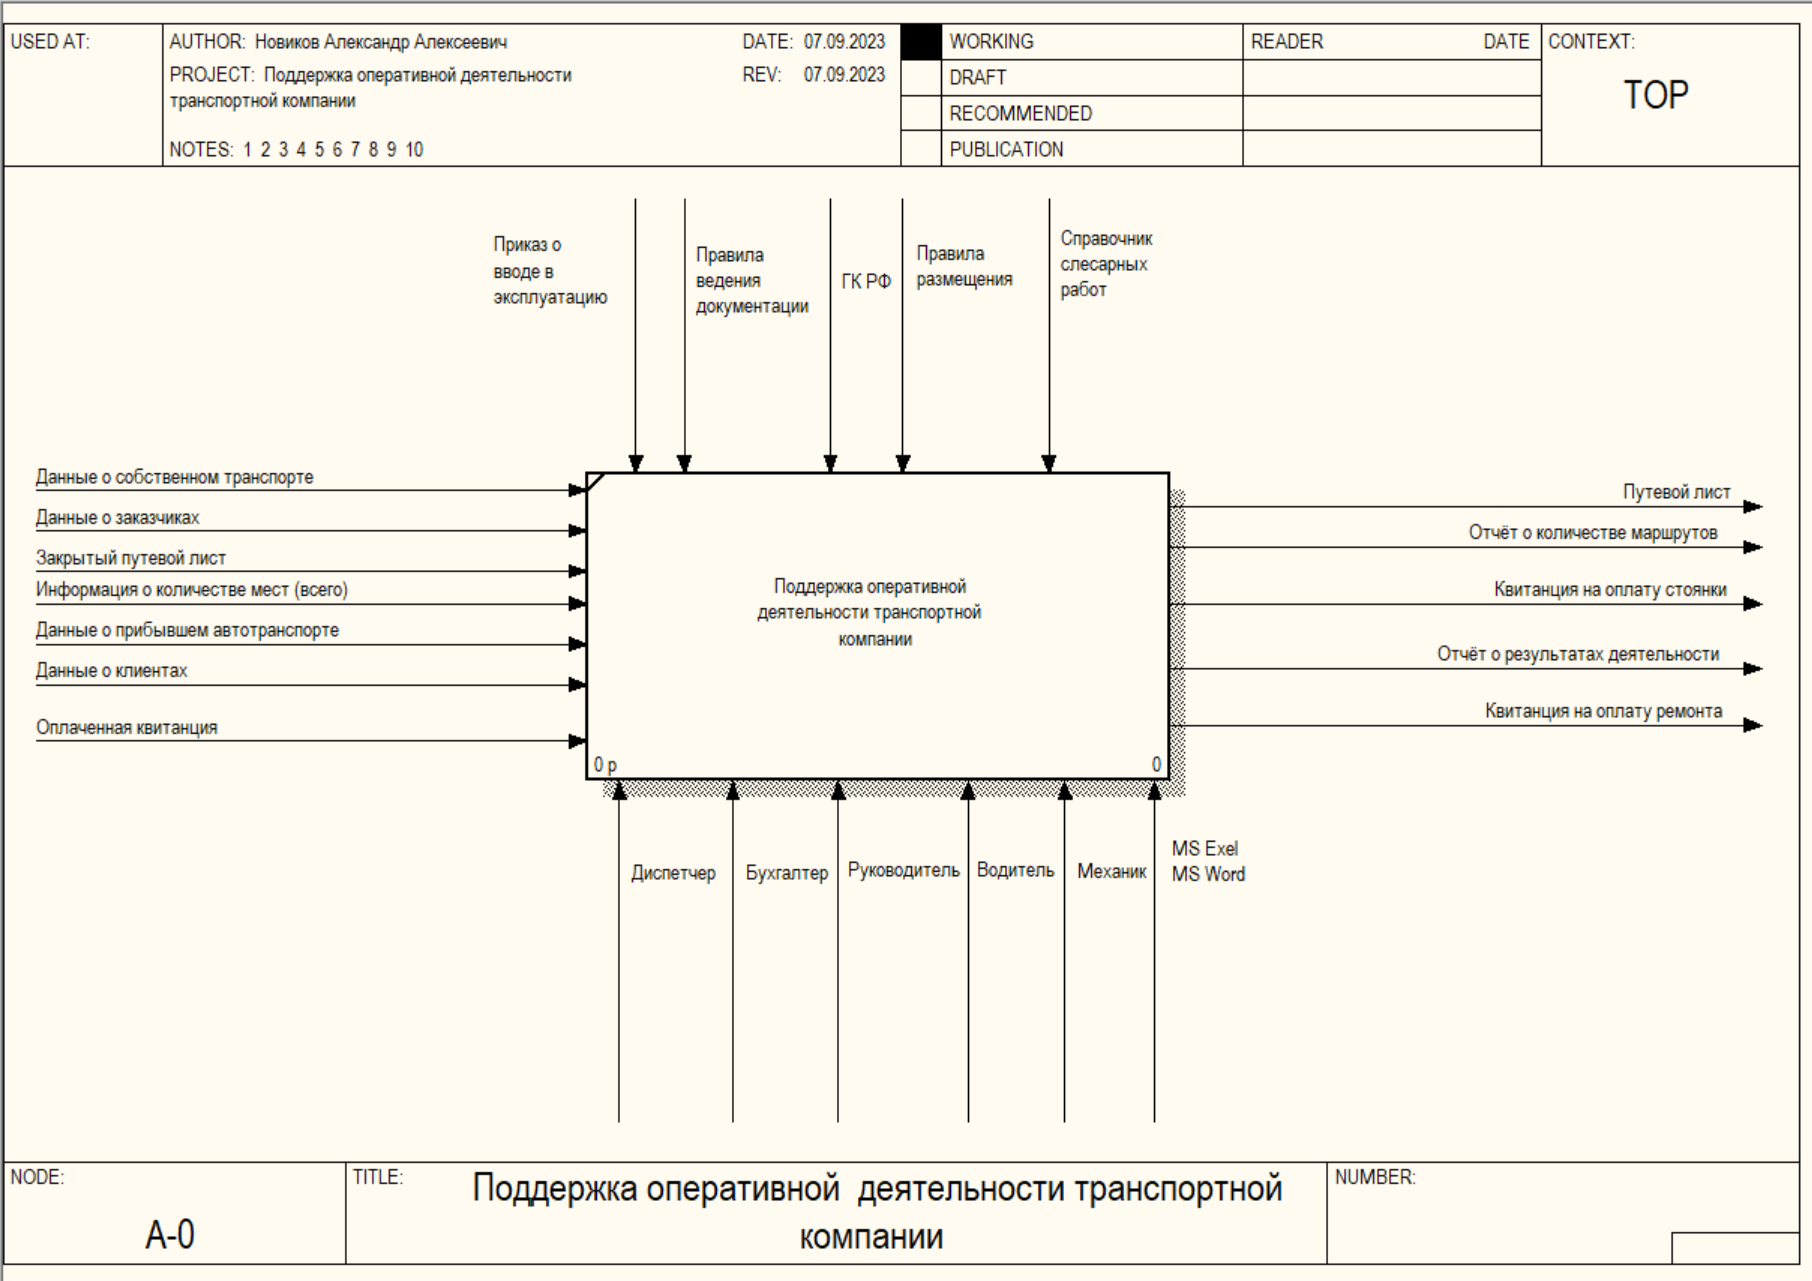 USED AT:
AUTHOR: Новиков Александр Алексеевич
DATE: 07.09.2023
PROJECT: Поддержка оперативной деятельности
транспортной компании
REV: 07.09.2023
NOTES: 1 2 3 4 5 6 7 8 9 10
WORKING
DRAFT
RECOMMENDED
PUBLICATION
READER
DATE
CONTEXT:
TOP
Приказ о
вводе в
эксплуатацию
Правила
ведения
документации
ГК РФ
Правила
размещения
Справочник
слесарных
работ
Данные о собственном транспорте
Данные о заказчиках
Закрытый путевой лист
Информация о количестве мест (всего)
Данные о прибывшем автотранспорте
Данные о клиентах
Оплаченная квитанция
Поддержка оперативной
деятельности транспортной
компании
0 р
0
Путевой лист
Отчёт о количестве маршрутов
Квитанция на оплату стоянки
Отчёт о результатах деятельности
Квитанция на оплату ремонта
Диспетчер
Бухгалтер
Руководитель
Водитель
Механик
MS Exel
MS Word
NODE:
A-0
TITLE:
Поддержка оперативной деятельности транспортной
компании
NUMBER: